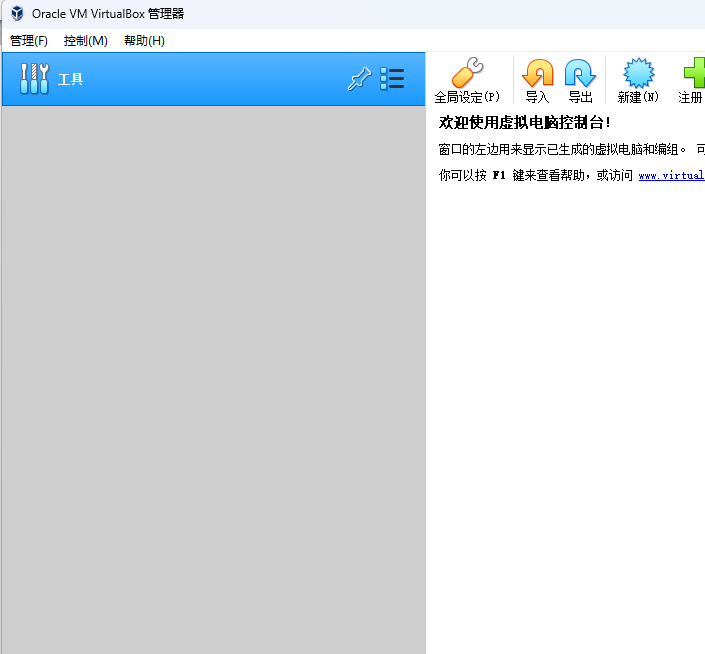 Oracle VM VirtualBox 管理器
管理(F) 控制(M) 帮助(H)
工具
全局设定(P) 导入 导出 新建(N) 注册
欢迎使用虚拟电脑控制台!
窗口的左边用来显示已生成的虚拟电脑和编组。
你可以按 F1 键来查看帮助，或访问 www.virtual